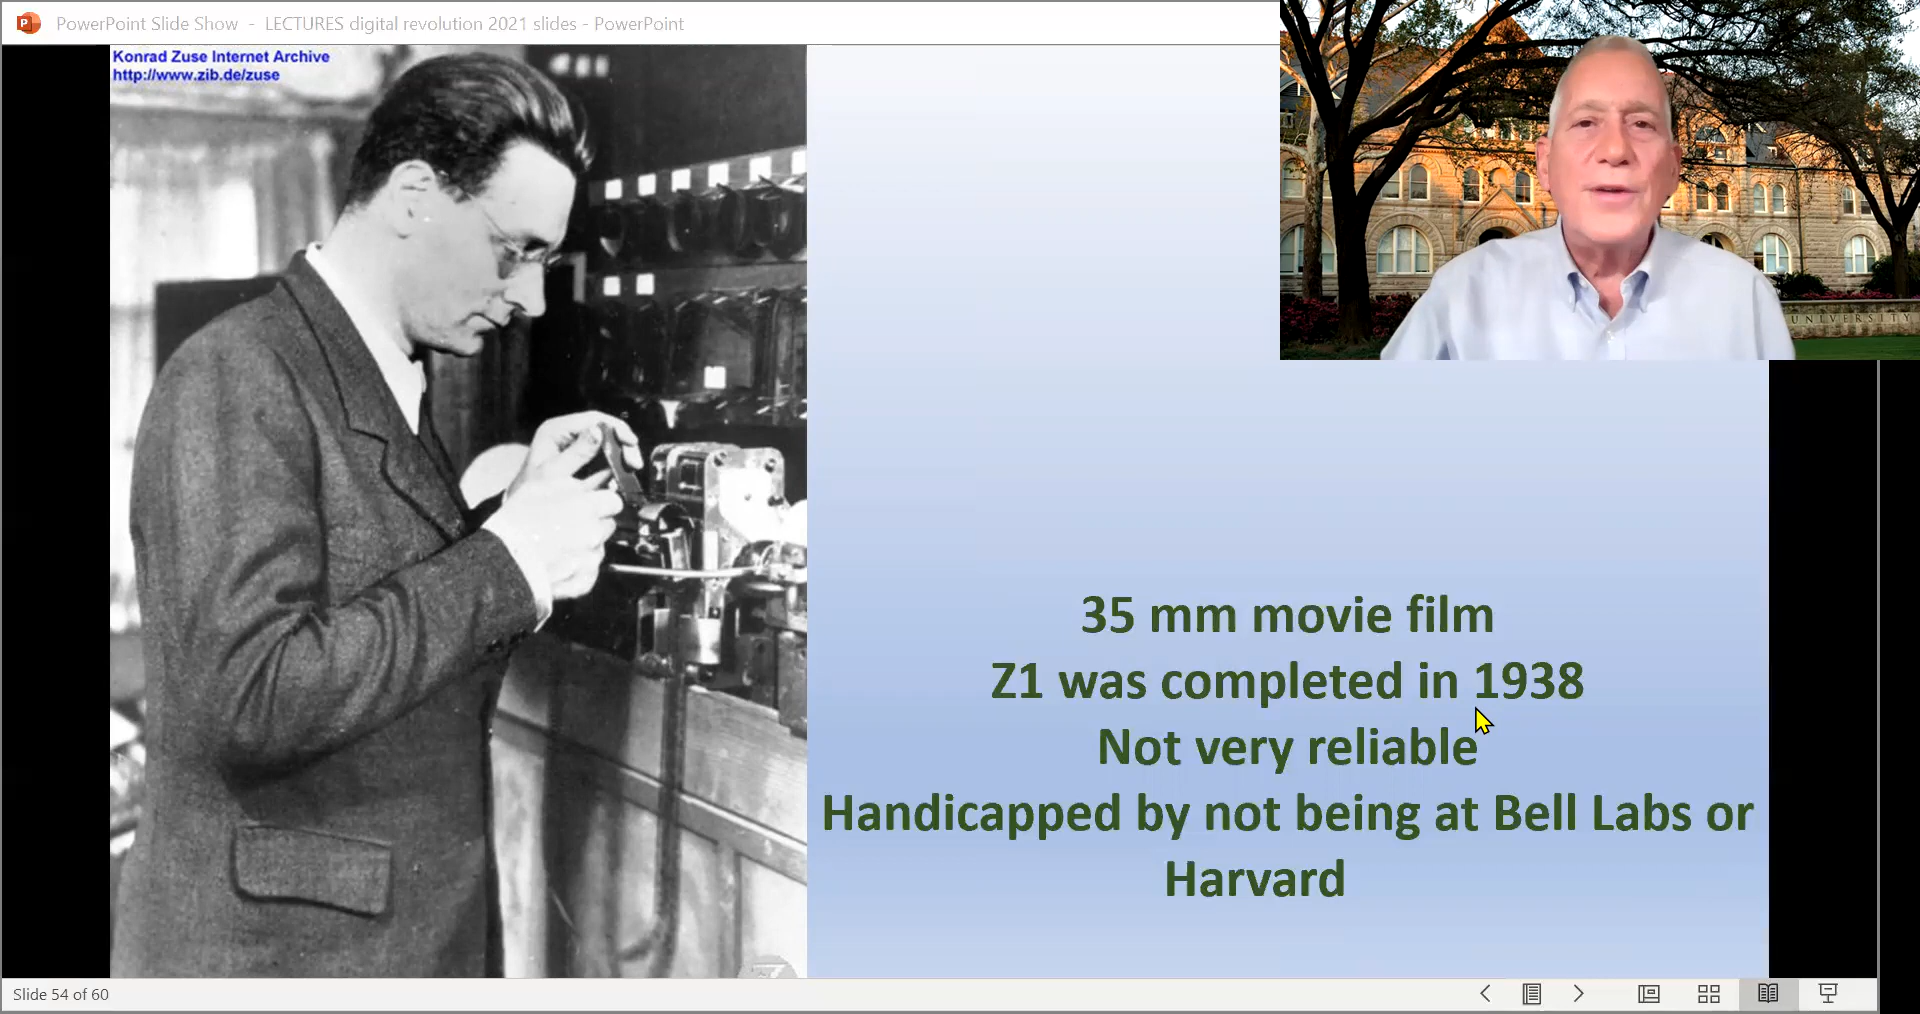 PowerPoint Slide Show - LECTURES digital revolution 2021 slides - PowerPoint
Konrad Zuse Internet Archive
http://www.zib.de/zuse
UNIVERSITY
35 mm movie film
Z1 was completed in 1938
Not very reliable
Handicapped by not being at Bell Labs or
Harvard
Slide 54 of 60